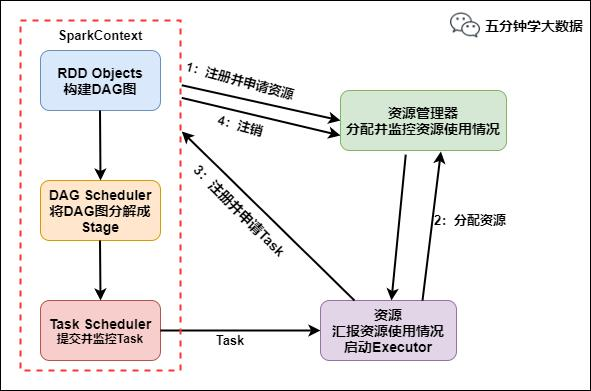 五分钟学大数据
SparkContext
RDD Objects
构建DAG图
1：注册并申请资源
4：注销
资源管理器
分配并监控资源使用情况
3：注册并申请Task
2：分配资源
DAG Scheduler
将DAG图分解成
Stage
Task Scheduler
提交并监控Task
Task
资源
汇报资源使用情况
启动Executor